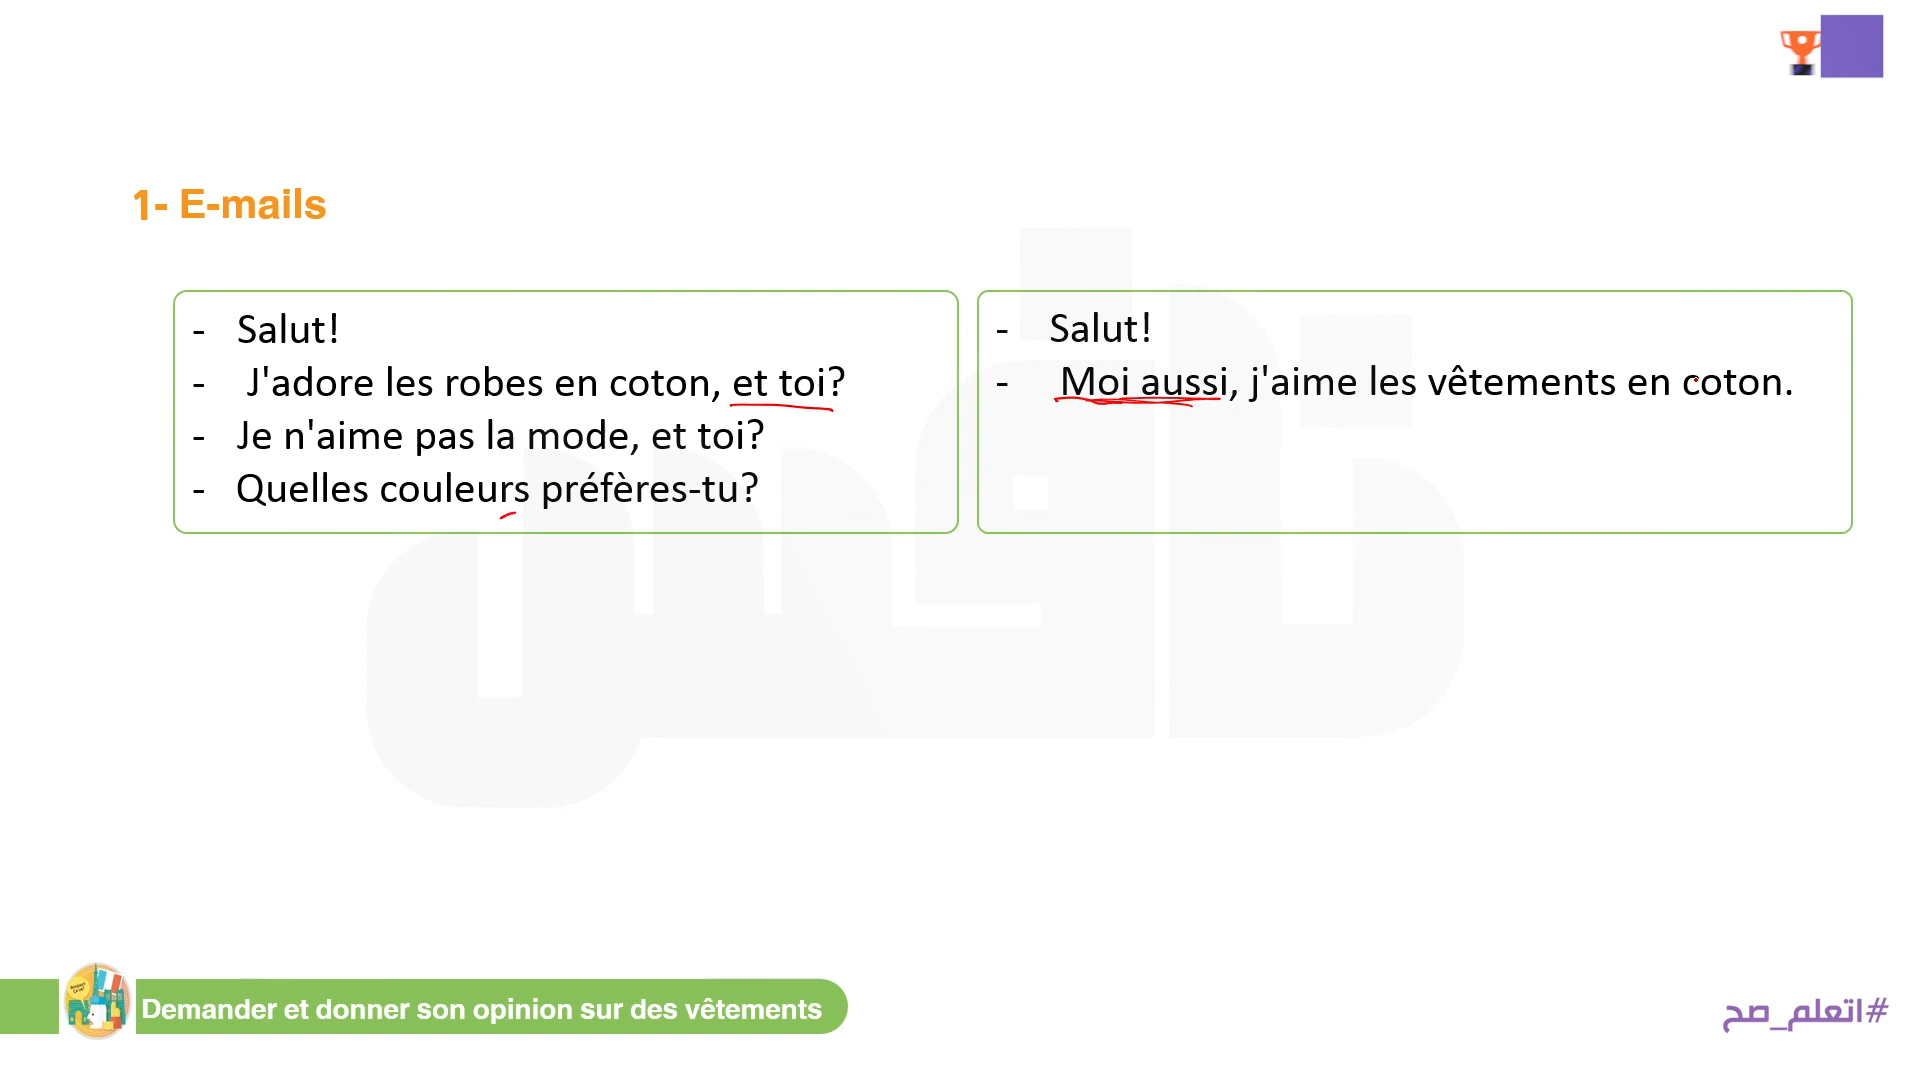 1- E-mails
- Salut!
- J'adore les robes en coton, et toi?
- Je n'aime pas la mode, et toi?
- Quelles couleurs préfères-tu?
- Salut!
- Moi aussi, j'aime les vêtements en coton.
Demander et donner son opinion sur des vêtements
#اتعلم_صح